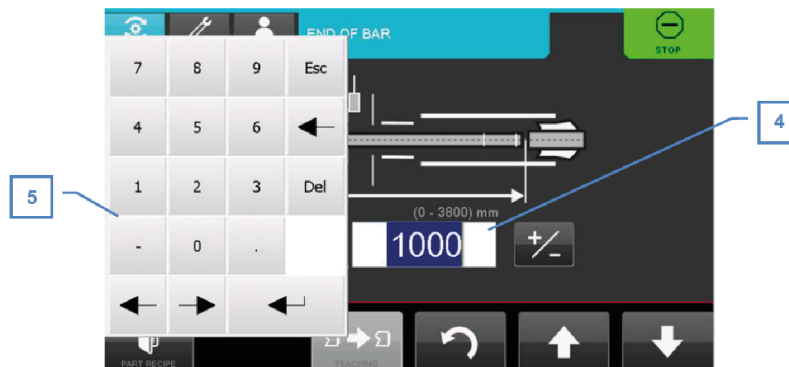 END OF BAR
STOP
7 8 9 Esc
4 5 6
1 2 3 Del
- 0 .
4
5
(0 - 3800) mm
1000
+/-
PART RECIPE
TEACHING